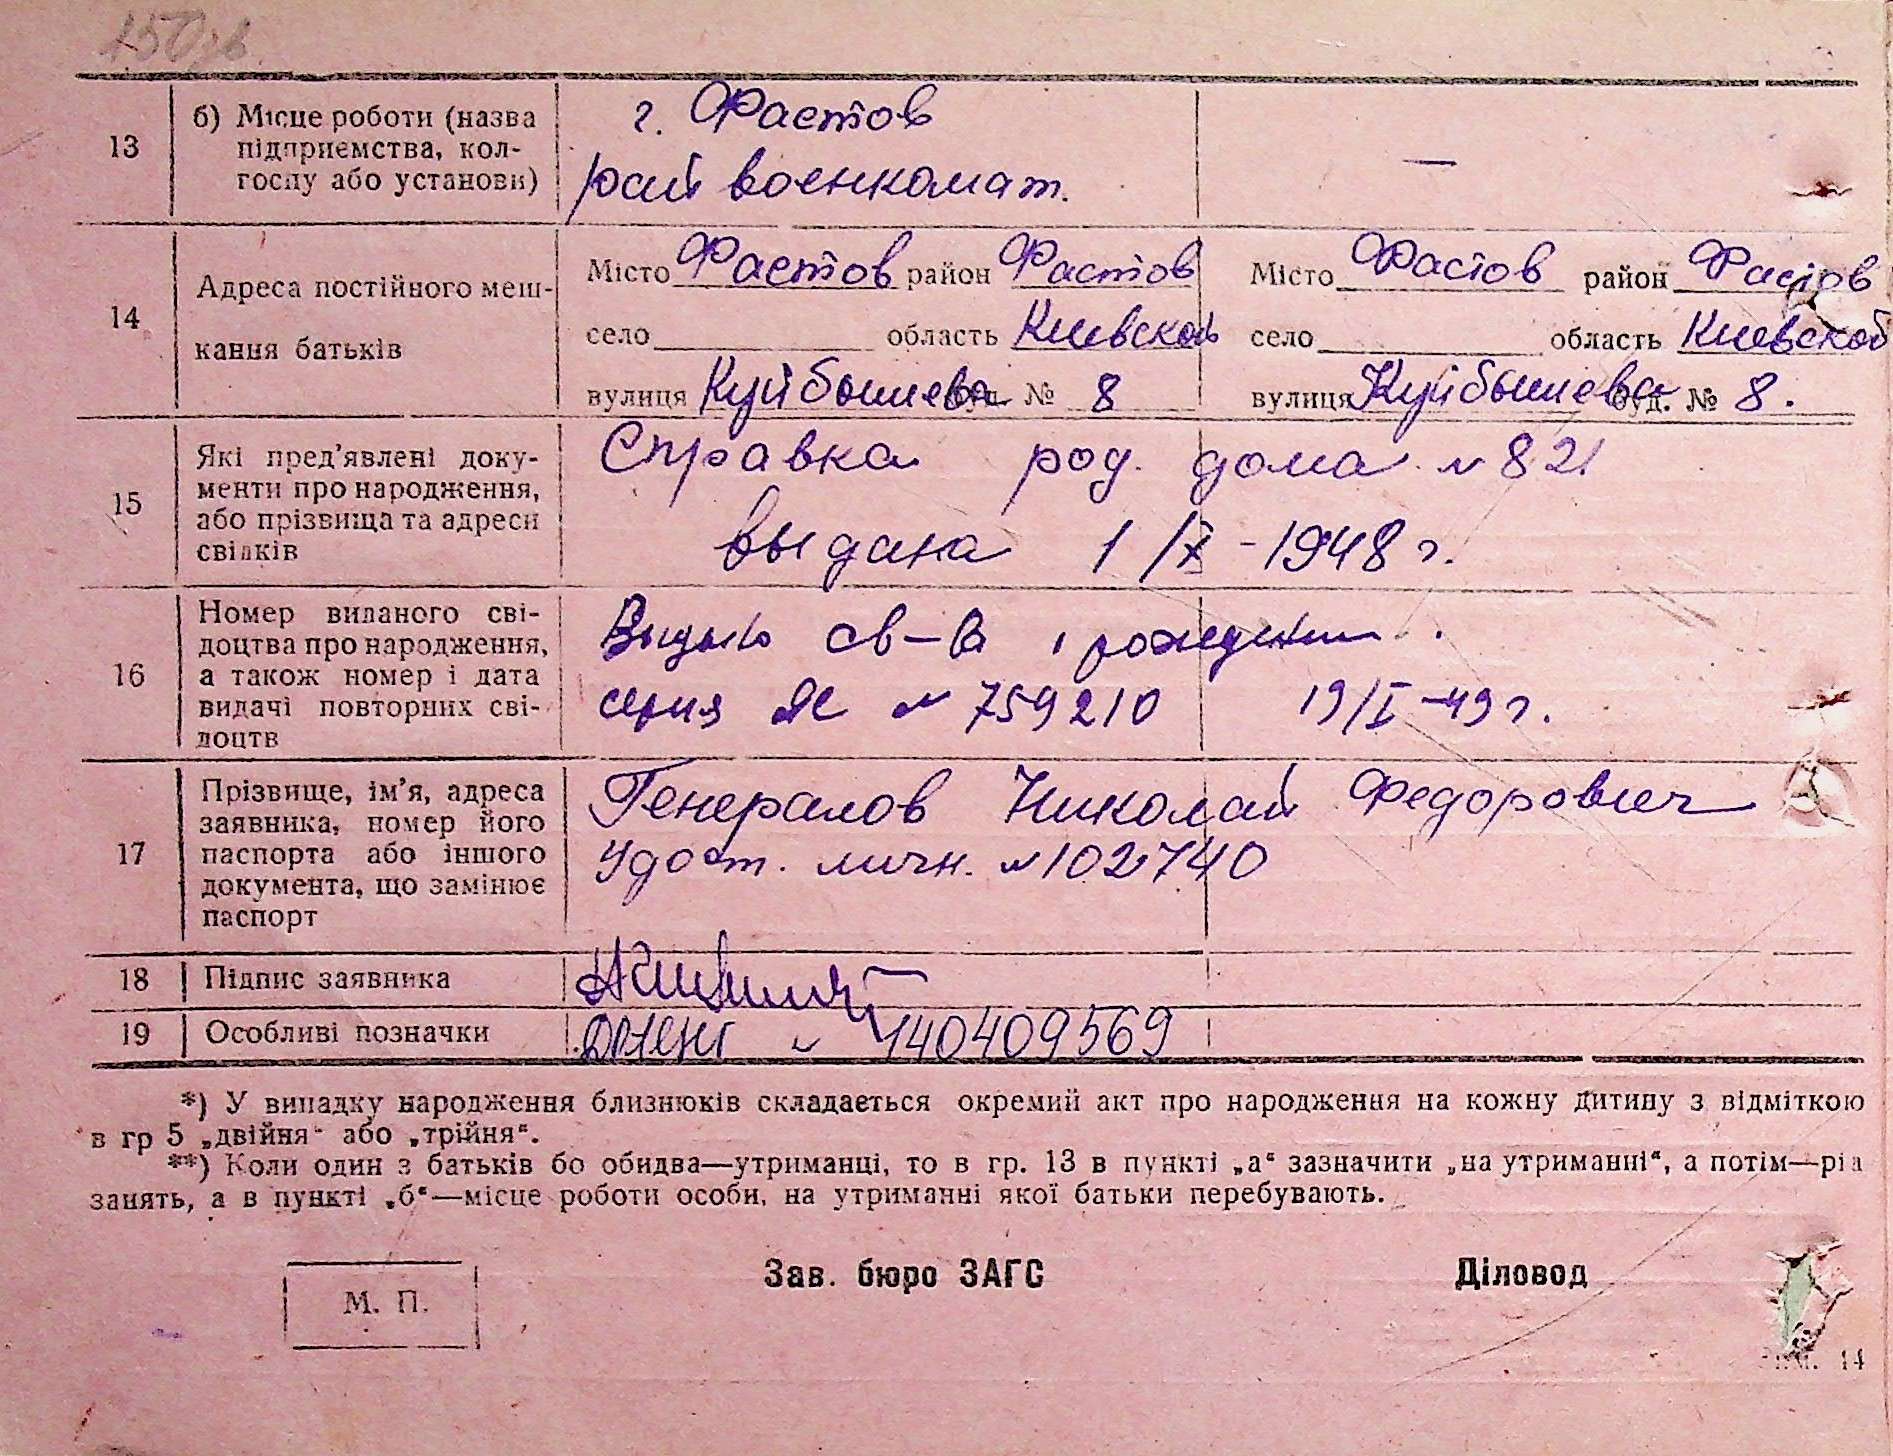 150
13
б) Місце роботи (назва
підприємства, кол-
госпу або установи)
г. Фастов
рай военкомат.
—
14
Адреса постійного меш-
кання батьків
Місто Фастов район Фастов
село область Киевской
вулиця Куйбышева буд. № 8
Місто Фастов район Фастов
село область Киевской
вулиця Куйбышева буд. № 8.
15
Які пред'явлені доку-
менти про народження,
або прізвища та адреси
свідків
Справка род. дома № 821
выдана 1/X - 1948 г.
16
Номер виданого сві-
доцтва про народження,
а також номер і дата
видачі повторних сві-
доцтв
св-во рождении
серия № 759210 19/I-49 г.
17
Прізвище, ім'я, адреса
заявника, номер його
паспорта або іншого
документа, що замінює
паспорт
Генералов Николай Федорович
Удост. личн. № 102740
18
Підпис заявника
19
Особливі позначки
№ 140409569
*) У випадку народження близнюків складається окремий акт про народження на кожну дитину з відміткою
в гр 5 „двійня“ або „трійня“.
**) Коли один з батьків бо обидва—утриманці, то в гр. 13 в пункті „а“ зазначити „на утриманні“, а потім—рід
занять, а в пункті „б“—місце роботи особи, на утриманні якої батьки перебувають.
М. П.
Зав. бюро ЗАГС
Діловод
14